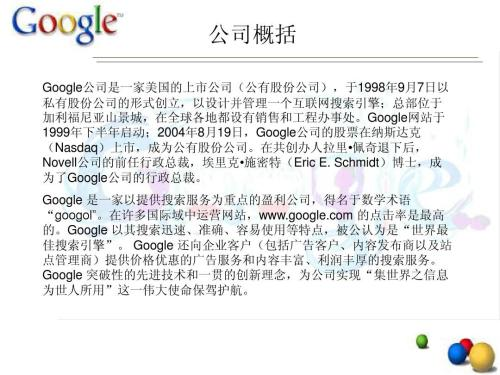 Google™
公司概括
Google公司是一家美国的上市公司（公有股份公司），于1998年9月7日以
私有股份公司的形式创立，以设计并管理一个互联网搜索引擎；总部位于
加利福尼亚山景城，在全球各地都设有销售和工程办事处。Google网站于
1999年下半年启动；2004年8月19日，Google公司的股票在纳斯达克
（Nasdaq）上市，成为公有股份公司。在共创办人拉里•佩奇退下后，
Novell公司的前任行政总裁，埃里克•施密特（Eric E. Schmidt）博士，成
为了Google公司的行政总裁。
Google 是一家以提供搜索服务为重点的盈利公司，得名于数学术语
“googol”。在许多国际域中运营网站，www.google.com 的点击率是最高
的。Google 以其搜索迅速、准确、容易使用等特点，被公认为是“世界最
佳搜索引擎”。 Google 还向企业客户（包括广告客户、内容发布商以及站
点管理商）提供价格优惠的广告服务和内容丰富、利润丰厚的搜索服务。
Google 突破性的先进技术和一贯的创新理念，为公司实现“集世界之信息
为世人所用”这一伟大使命保驾护航。